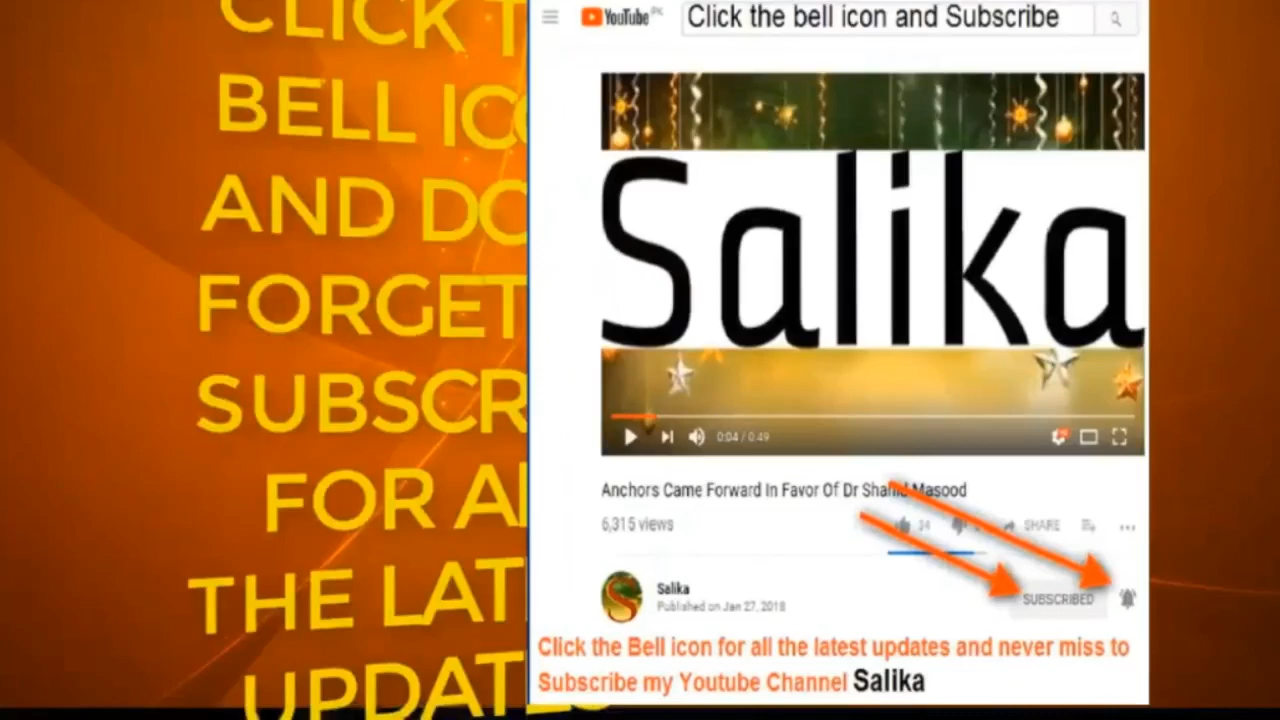 CLICK T
BELL IC
AND DO
FORGET
SUBSCR
FOR A
THE LAT
UPDATES
YouTube PK
Click the bell icon and Subscribe
Salika
0:04 / 0:49
Anchors Came Forward In Favor Of Dr Shahid Masood
6,315 views
34
SHARE
Salika
Published on Jan 27, 2018
SUBSCRIBED
Click the Bell icon for all the latest updates and never miss to
Subscribe my Youtube Channel Salika